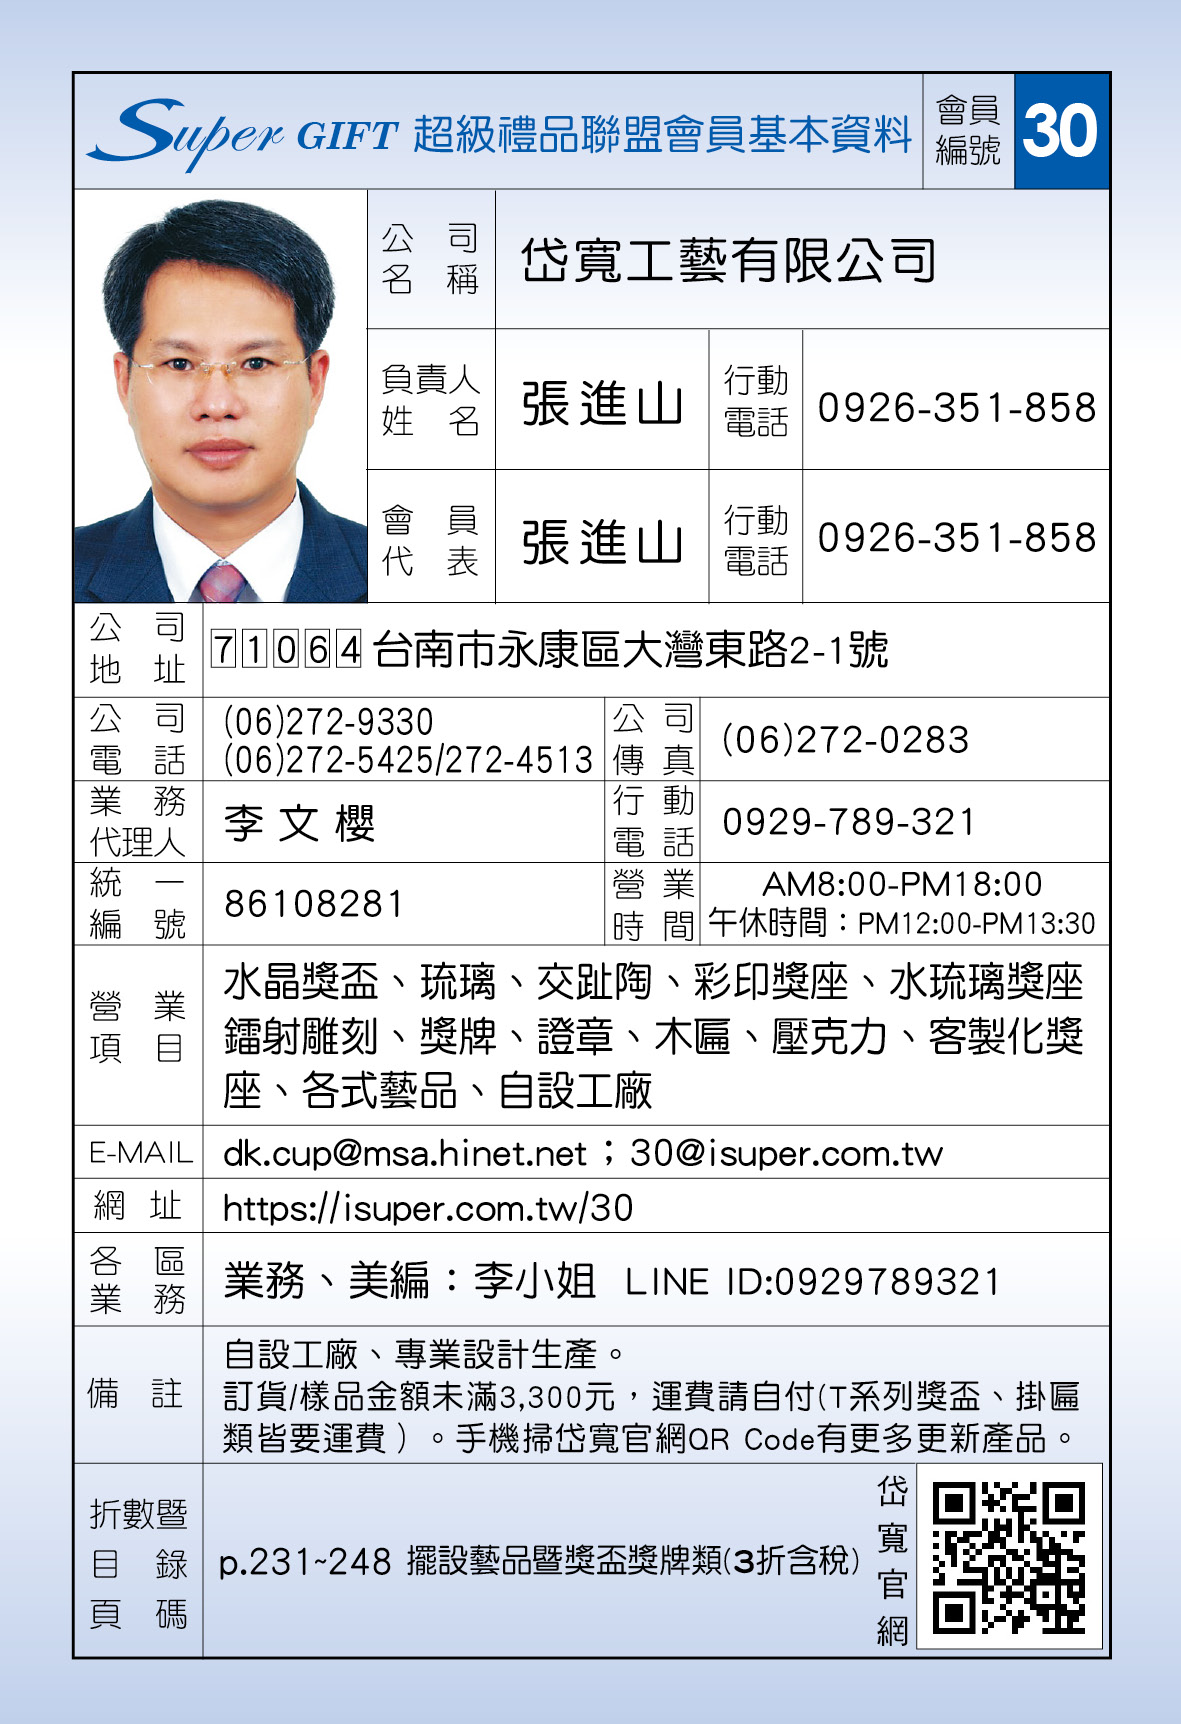 Super GIFT 超級禮品聯盟會員基本資料
會員編號
30
公司名稱
岱寬工藝有限公司
負責人姓名
張進山
行動電話
0926-351-858
會員代表
張進山
行動電話
0926-351-858
公司地址
71064 台南市永康區大灣東路2-1號
公司電話
(06)272-9330
(06)272-5425/272-4513
公司傳真
(06)272-0283
業務代理人
李文櫻
行動電話
0929-789-321
統一編號
86108281
營業時間
AM8:00-PM18:00
午休時間：PM12:00-PM13:30
營業項目
水晶獎盃、琉璃、交趾陶、彩印獎座、水琉璃獎座
鐳射雕刻、獎牌、證章、木匾、壓克力、客製化獎
座、各式藝品、自設工廠
E-MAIL
dk.cup@msa.hinet.net；30@isuper.com.tw
網址
https://isuper.com.tw/30
各區業務
業務、美編：李小姐 LINE ID:0929789321
備註
自設工廠、專業設計生產。
訂貨/樣品金額未滿3,300元，運費請自付(T系列獎盃、掛匾
類皆要運費）。手機掃岱寬官網QR Code有更多更新產品。
折數暨目錄頁碼
p.231~248 擺設藝品暨獎盃獎牌類(3折含稅)
岱寬官網